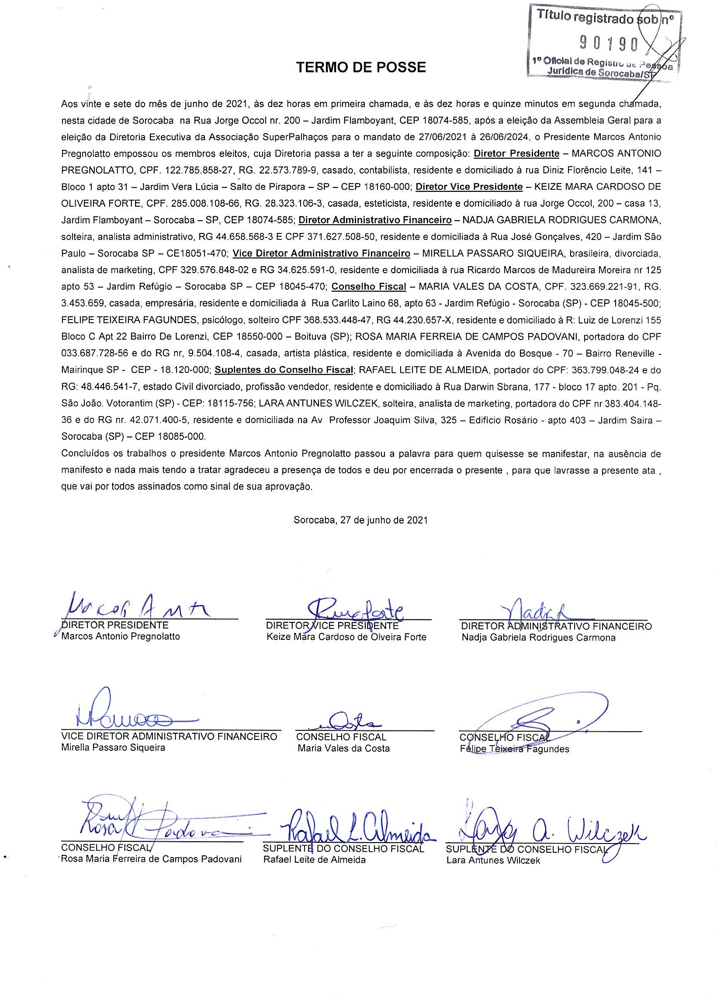 Título registrado sob nº
90190
1º Oficial de Registro de Pessoa
Jurídica de Sorocaba/SP
TERMO DE POSSE
Aos vinte e sete do mês de junho de 2021, às dez horas em primeira chamada, e às dez horas e quinze minutos em segunda chamada,
nesta cidade de Sorocaba na Rua Jorge Occol nr. 200 – Jardim Flamboyant, CEP 18074-585, após a eleição da Assembleia Geral para a
eleição da Diretoria Executiva da Associação SuperPalhaços para o mandato de 27/06/2021 à 26/06/2024, o Presidente Marcos Antonio
Pregnolatto empossou os membros eleitos, cuja Diretoria passa a ter a seguinte composição: Diretor Presidente – MARCOS ANTONIO
PREGNOLATTO, CPF. 122.785.858-27, RG. 22.573.789-9, casado, contabilista, residente e domiciliado à rua Diniz Florêncio Leite, 141 –
Bloco 1 apto 31 – Jardim Vera Lúcia – Salto de Pirapora – SP – CEP 18160-000; Diretor Vice Presidente – KEIZE MARA CARDOSO DE
OLIVEIRA FORTE, CPF. 285.008.108-66, RG. 28.323.106-3, casada, esteticista, residente e domiciliado à rua Jorge Occol, 200 – casa 13,
Jardim Flamboyant – Sorocaba – SP, CEP 18074-585; Diretor Administrativo Financeiro – NADJA GABRIELA RODRIGUES CARMONA,
solteira, analista administrativo, RG 44.658.568-3 E CPF 371.627.508-50, residente e domiciliada à Rua José Gonçalves, 420 – Jardim São
Paulo – Sorocaba SP – CE18051-470; Vice Diretor Administrativo Financeiro – MIRELLA PASSARO SIQUEIRA, brasileira, divorciada,
analista de marketing, CPF 329.576.848-02 e RG 34.625.591-0, residente e domiciliada à rua Ricardo Marcos de Madureira Moreira nr 125
apto 53 – Jardim Refúgio – Sorocaba SP – CEP 18045-470; Conselho Fiscal – MARIA VALES DA COSTA, CPF. 323.669.221-91, RG.
3.453.659, casada, empresária, residente e domiciliada à Rua Carlito Laino 68, apto 63 - Jardim Refúgio - Sorocaba (SP) - CEP 18045-500;
FELIPE TEIXEIRA FAGUNDES, psicólogo, solteiro CPF 368.533.448-47, RG 44.230.657-X, residente e domiciliado à R: Luiz de Lorenzi 155
Bloco C Apt 22 Bairro De Lorenzi, CEP 18550-000 – Boituva (SP); ROSA MARIA FERREIA DE CAMPOS PADOVANI, portadora do CPF
033.687.728-56 e do RG nr, 9.504.108-4, casada, artista plástica, residente e domiciliada à Avenida do Bosque - 70 – Bairro Reneville -
Mairinque SP - CEP - 18.120-000; Suplentes do Conselho Fiscal; RAFAEL LEITE DE ALMEIDA, portador do CPF: 363.799.048-24 e do
RG: 48.446.541-7, estado Civil divorciado, profissão vendedor, residente e domiciliado à Rua Darwin Sbrana, 177 - bloco 17 apto. 201 - Pq.
São João. Votorantim (SP) - CEP: 18115-756; LARA ANTUNES WILCZEK, solteira, analista de marketing, portadora do CPF nr 383.404.148-
36 e do RG nr. 42.071.400-5, residente e domiciliada na Av Professor Joaquim Silva, 325 – Edifício Rosário - apto 403 – Jardim Saira –
Sorocaba (SP) – CEP 18085-000.
Concluídos os trabalhos o presidente Marcos Antonio Pregnolatto passou a palavra para quem quisesse se manifestar, na ausência de
manifesto e nada mais tendo a tratar agradeceu a presença de todos e deu por encerrada o presente , para que lavrasse a presente ata ,
que vai por todos assinados como sinal de sua aprovação.
Sorocaba, 27 de junho de 2021
Nadja
DIRETOR PRESIDENTE DIRETOR VICE PRESIDENTE DIRETOR ADMINISTRATIVO FINANCEIRO
Marcos Antonio Pregnolatto Keize Mara Cardoso de Olveira Forte Nadja Gabriela Rodrigues Carmona
Costa
VICE DIRETOR ADMINISTRATIVO FINANCEIRO CONSELHO FISCAL CONSELHO FISCAL
Mirella Passaro Siqueira Maria Vales da Costa Felipe Teixeira Fagundes
Rosa Padovani Rafael L. Almeida Lara A. Wilczek
CONSELHO FISCAL SUPLENTE DO CONSELHO FISCAL SUPLENTE DO CONSELHO FISCAL
Rosa Maria Ferreira de Campos Padovani Rafael Leite de Almeida Lara Antunes Wilczek